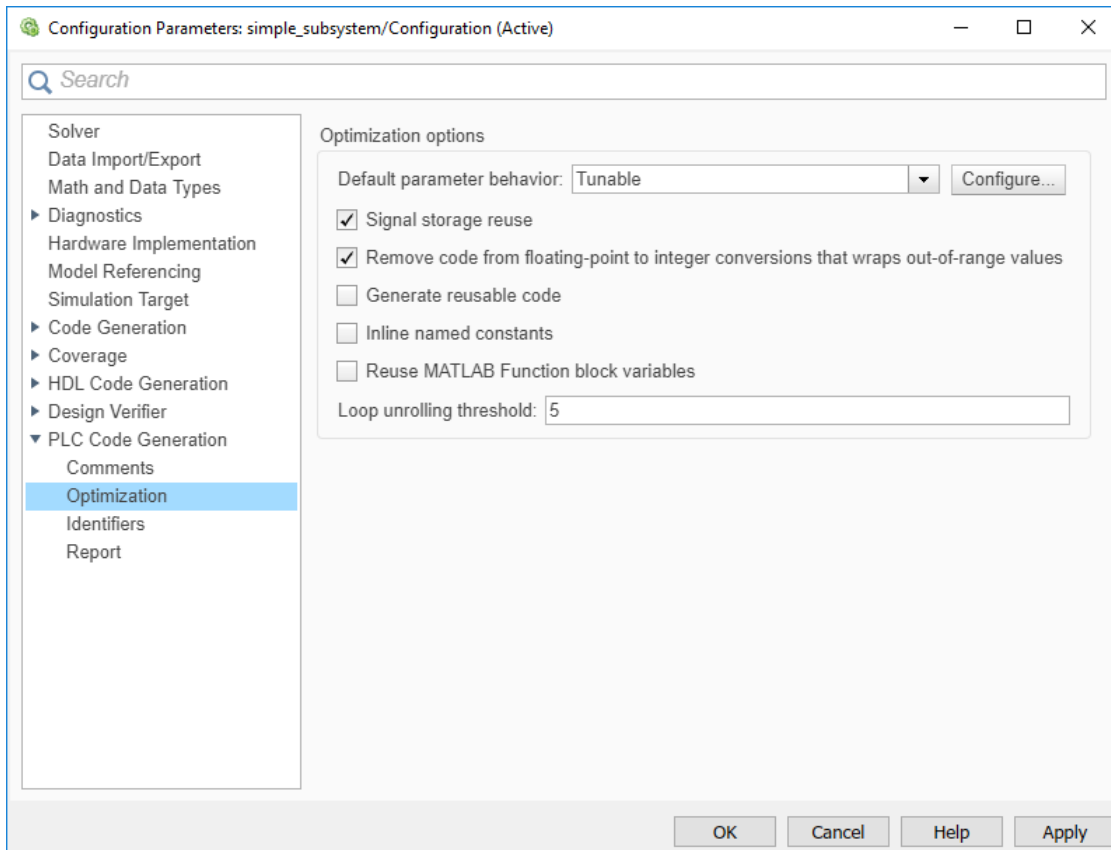 Configuration Parameters: simple_subsystem/Configuration (Active)
Search
Solver
Data Import/Export
Math and Data Types
Diagnostics
Hardware Implementation
Model Referencing
Simulation Target
Code Generation
Coverage
HDL Code Generation
Design Verifier
PLC Code Generation
Comments
Optimization
Identifiers
Report
Optimization options
Default parameter behavior: Tunable Configure...
Signal storage reuse
Remove code from floating-point to integer conversions that wraps out-of-range values
Generate reusable code
Inline named constants
Reuse MATLAB Function block variables
Loop unrolling threshold: 5
OK Cancel Help Apply